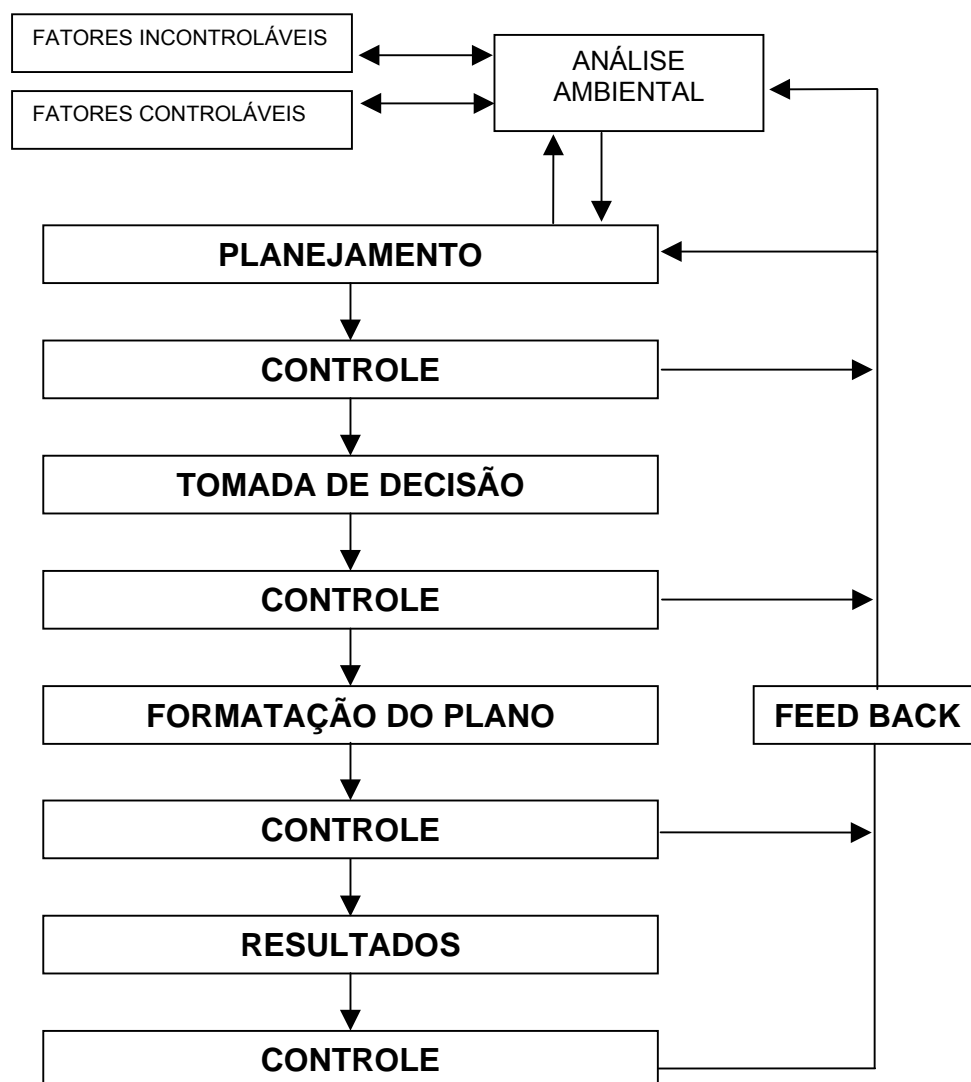 FATORES INCONTROLÁVEIS
ANÁLISE
AMBIENTAL
FATORES CONTROLÁVEIS
PLANEJAMENTO
CONTROLE
TOMADA DE DECISÃO
CONTROLE
FORMATAÇÃO DO PLANO
FEED BACK
CONTROLE
RESULTADOS
CONTROLE